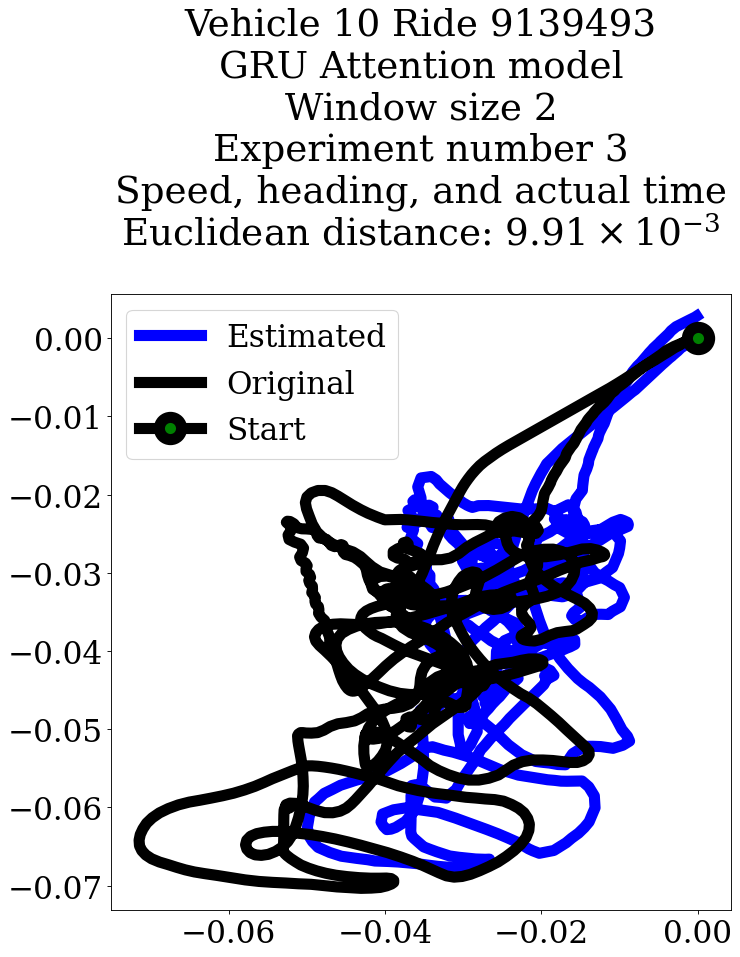 Vehicle 10 Ride 9139493
GRU Attention model
Window size 2
Experiment number 3
Speed, heading, and actual time
Euclidean distance: 9.91 × 10⁻³
Estimated
Original
Start
0.00
−0.01
−0.02
−0.03
−0.04
−0.05
−0.06
−0.07
−0.06 −0.04 −0.02 0.00